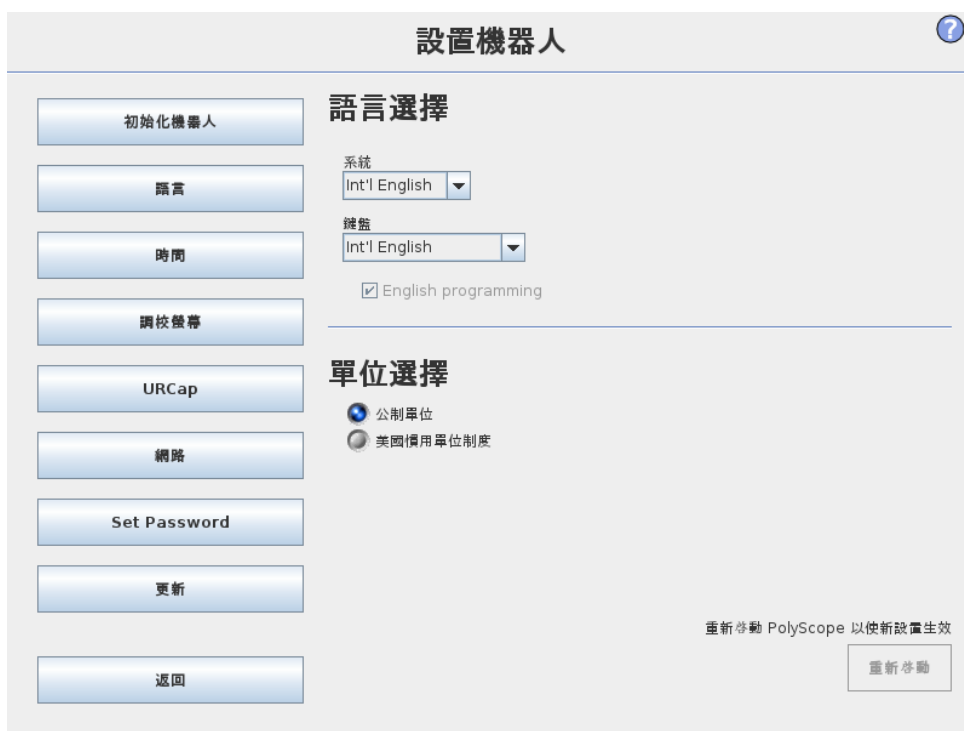 設置機器人
?
初始化機器人
語言
時間
調校螢幕
URCap
網路
Set Password
更新
返回
語言選擇
系統
Int'l English
鍵盤
Int'l English
English programming
單位選擇
公制單位
美國慣用單位制度
重新啓動 PolyScope 以使新設置生效
重新啓動